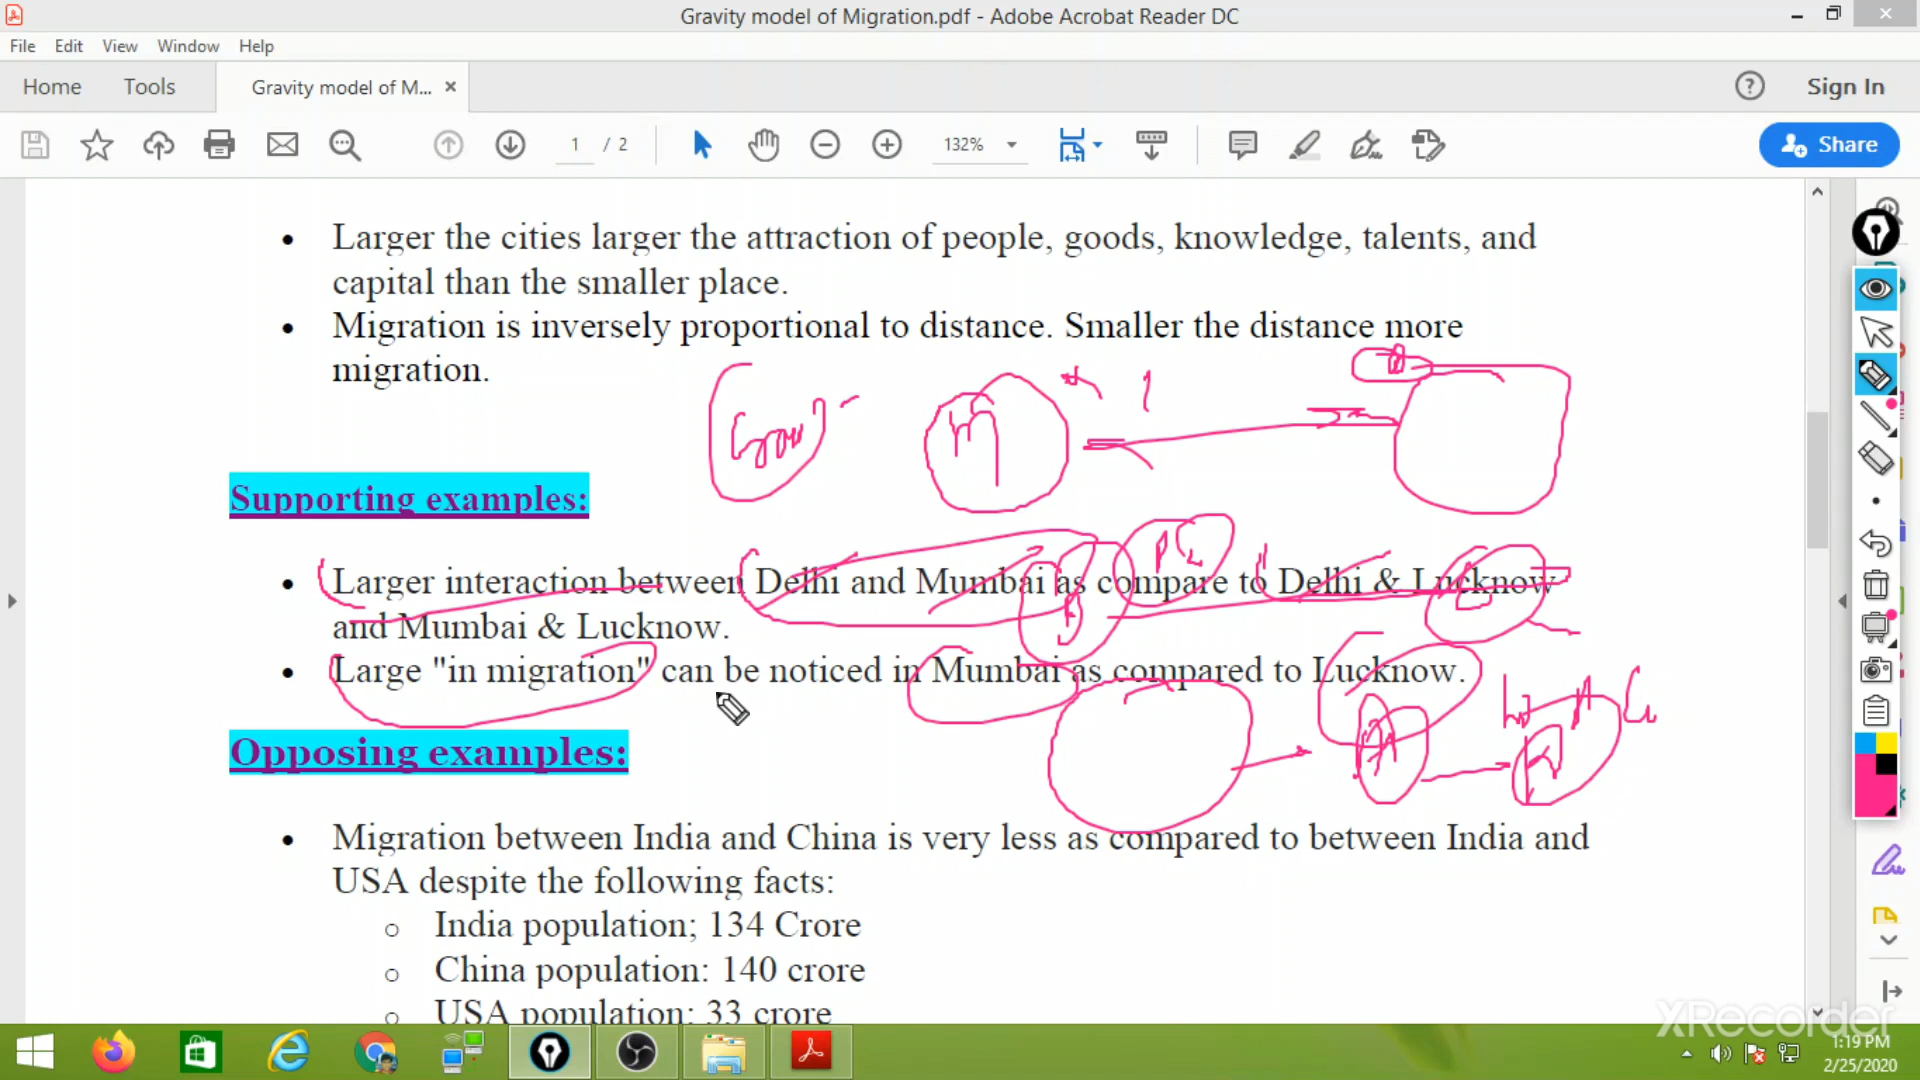 Gravity model of Migration.pdf - Adobe Acrobat Reader DC
File Edit View Window Help
Home Tools Gravity model of M... × Sign In
1 / 2 132% Share
• Larger the cities larger the attraction of people, goods, knowledge, talents, and
capital than the smaller place.
• Migration is inversely proportional to distance. Smaller the distance more
migration.
Supporting examples:
• Larger interaction between Delhi and Mumbai as compare to Delhi & Lucknow
and Mumbai & Lucknow.
• Large "in migration" can be noticed in Mumbai as compared to Lucknow.
Opposing examples:
• Migration between India and China is very less as compared to between India and
USA despite the following facts:
o India population; 134 Crore
o China population: 140 crore
o USA population: 33 crore
XRecorder
1:19 PM
2/25/2020